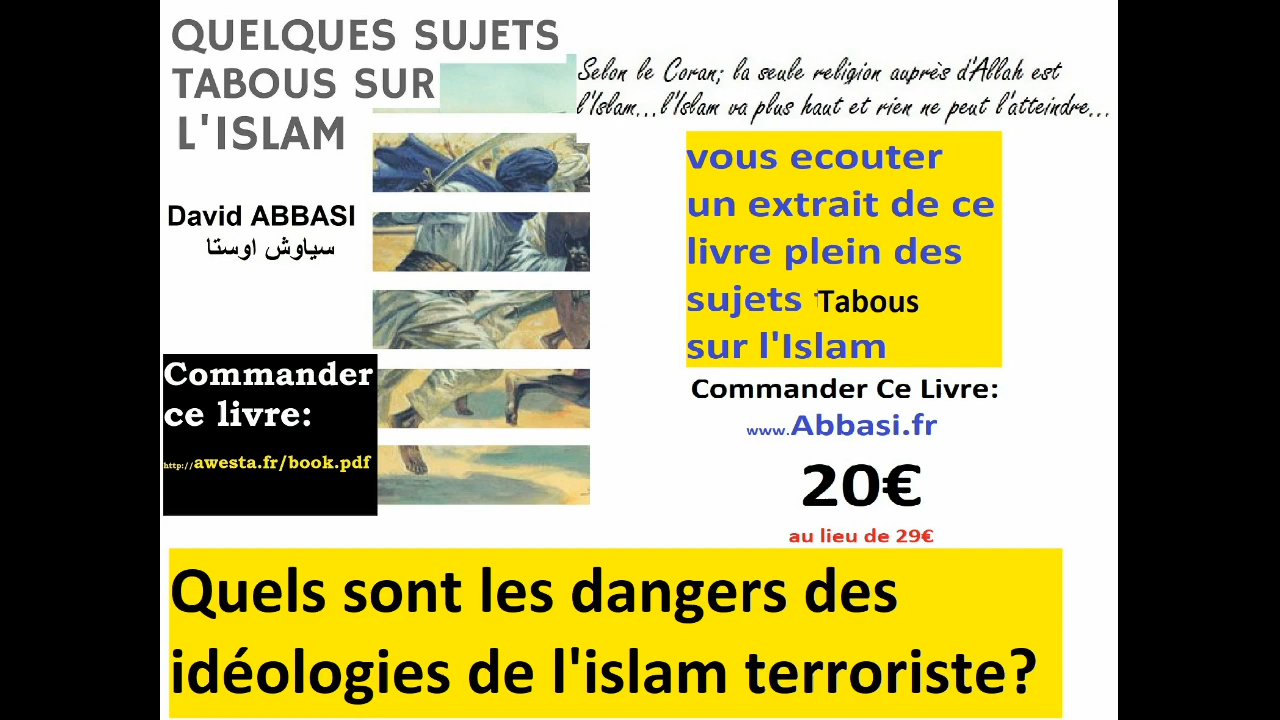 QUELQUES SUJETS
TABOUS SUR
L'ISLAM
Selon le Coran; la seule religion auprès d'Allah est
l'Islam...l'Islam va plus haut et rien ne peut l'atteindre...
David ABBASI
سیاوش اوستا
vous ecouter
un extrait de ce
livre plein des
sujets Tabous
sur l'Islam
Commander
ce livre:
http://awesta.fr/book.pdf
Commander Ce Livre:
www.Abbasi.fr
20€
au lieu de 29€
Quels sont les dangers des
idéologies de l'islam terroriste?